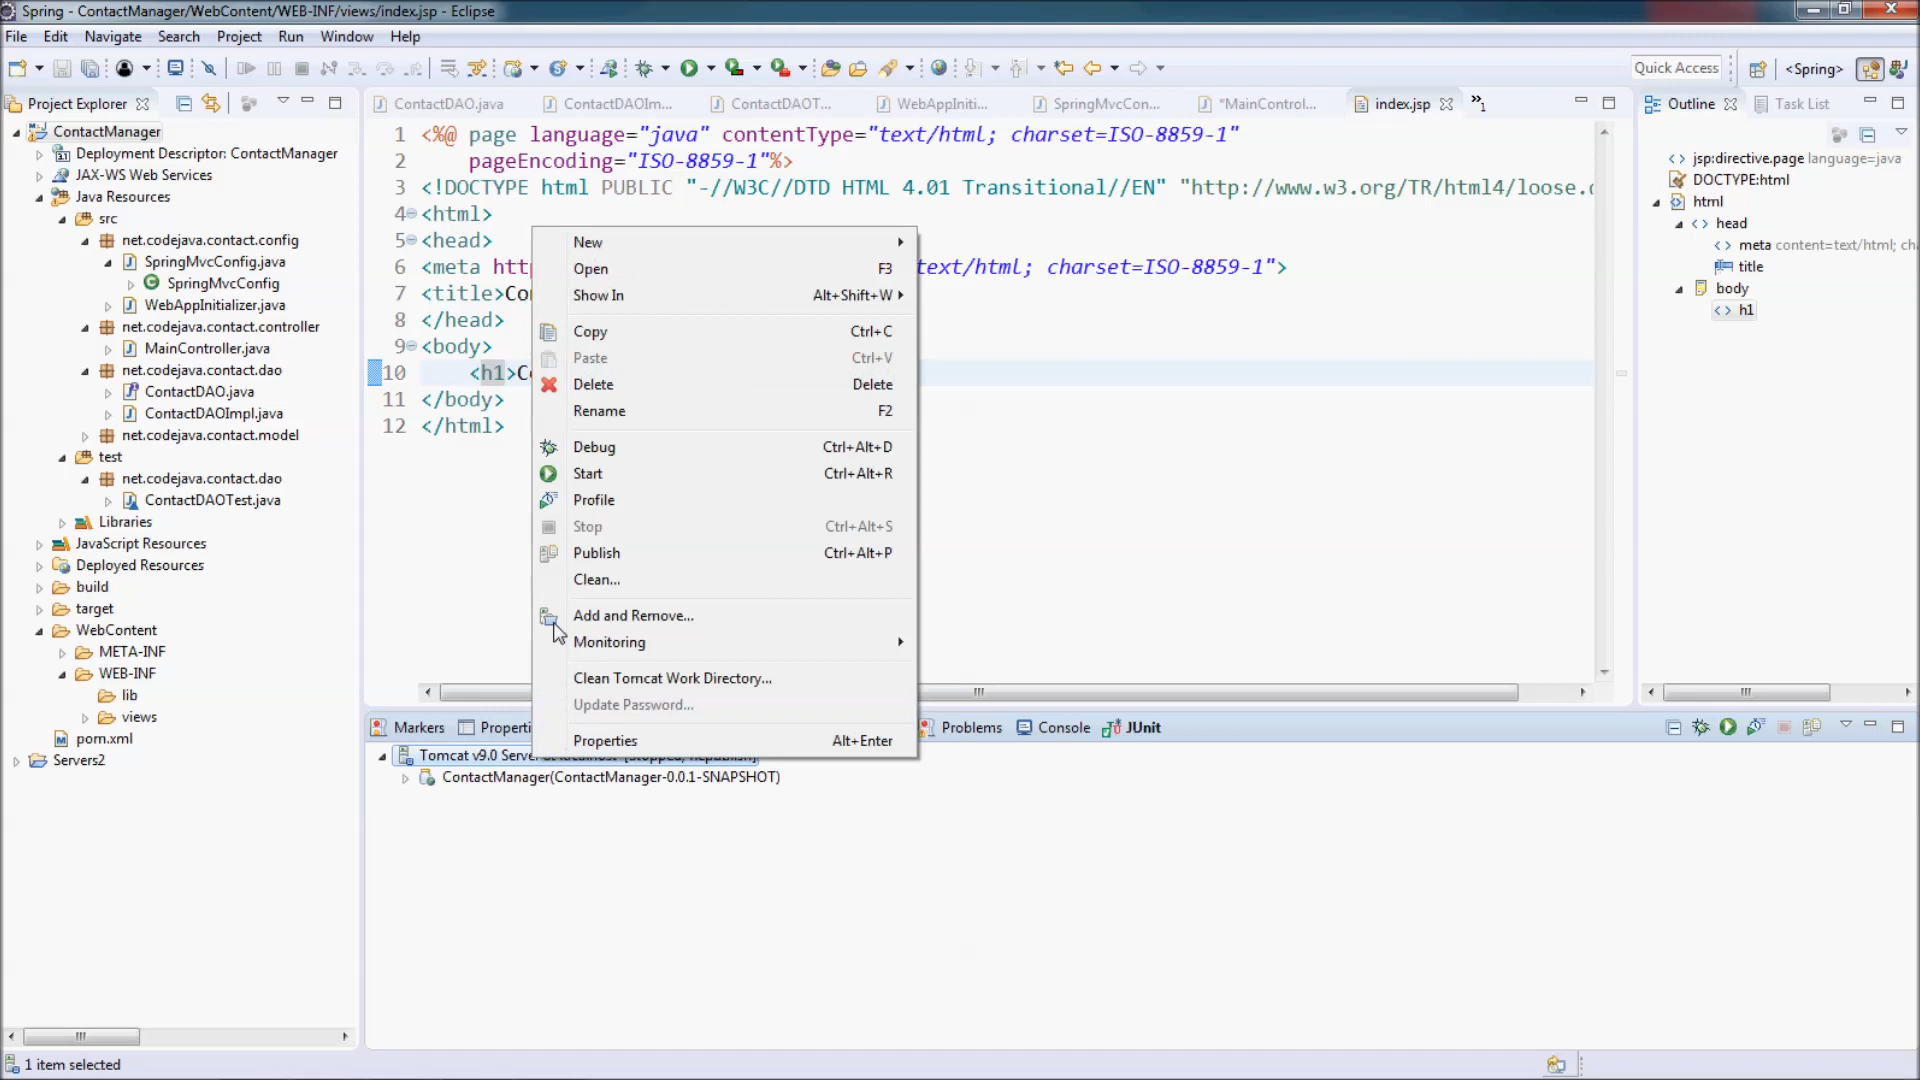 Spring - ContactManager/WebContent/WEB-INF/views/index.jsp - Eclipse
File Edit Navigate Search Project Run Window Help
Quick Access <Spring>
Project Explorer
ContactManager
Deployment Descriptor: ContactManager
JAX-WS Web Services
Java Resources
src
net.codejava.contact.config
SpringMvcConfig.java
SpringMvcConfig
WebAppInitializer.java
net.codejava.contact.controller
MainController.java
net.codejava.contact.dao
ContactDAO.java
ContactDAOImpl.java
net.codejava.contact.model
test
net.codejava.contact.dao
ContactDAOTest.java
Libraries
JavaScript Resources
Deployed Resources
build
target
WebContent
META-INF
WEB-INF
lib
views
pom.xml
Servers2
ContactDAO.java ContactDAOIm... ContactDAOT... WebAppIniti... SpringMvcCon... *MainControl... index.jsp »1
1 <%@ page language="java" contentType="text/html; charset=ISO-8859-1"
2 pageEncoding="ISO-8859-1"%>
3 <!DOCTYPE html PUBLIC "-//W3C//DTD HTML 4.01 Transitional//EN" "http://www.w3.org/TR/html4/loose.
4 <html>
5 <head>
6 <meta htt text/html; charset=ISO-8859-1">
7 <title>Co
8 </head>
9 <body>
10 <h1>C
11 </body>
12 </html>
New
Open F3
Show In Alt+Shift+W
Copy Ctrl+C
Paste Ctrl+V
Delete Delete
Rename F2
Debug Ctrl+Alt+D
Start Ctrl+Alt+R
Profile
Stop Ctrl+Alt+S
Publish Ctrl+Alt+P
Clean...
Add and Remove...
Monitoring
Clean Tomcat Work Directory...
Update Password...
Properties Alt+Enter
Markers Properti Problems Console JUnit
Tomcat v9.0 Serve
ContactManager(ContactManager-0.0.1-SNAPSHOT)
Outline Task List
jsp:directive.page language=java
DOCTYPE:html
html
head
meta content=text/html; ch
title
body
h1
1 item selected